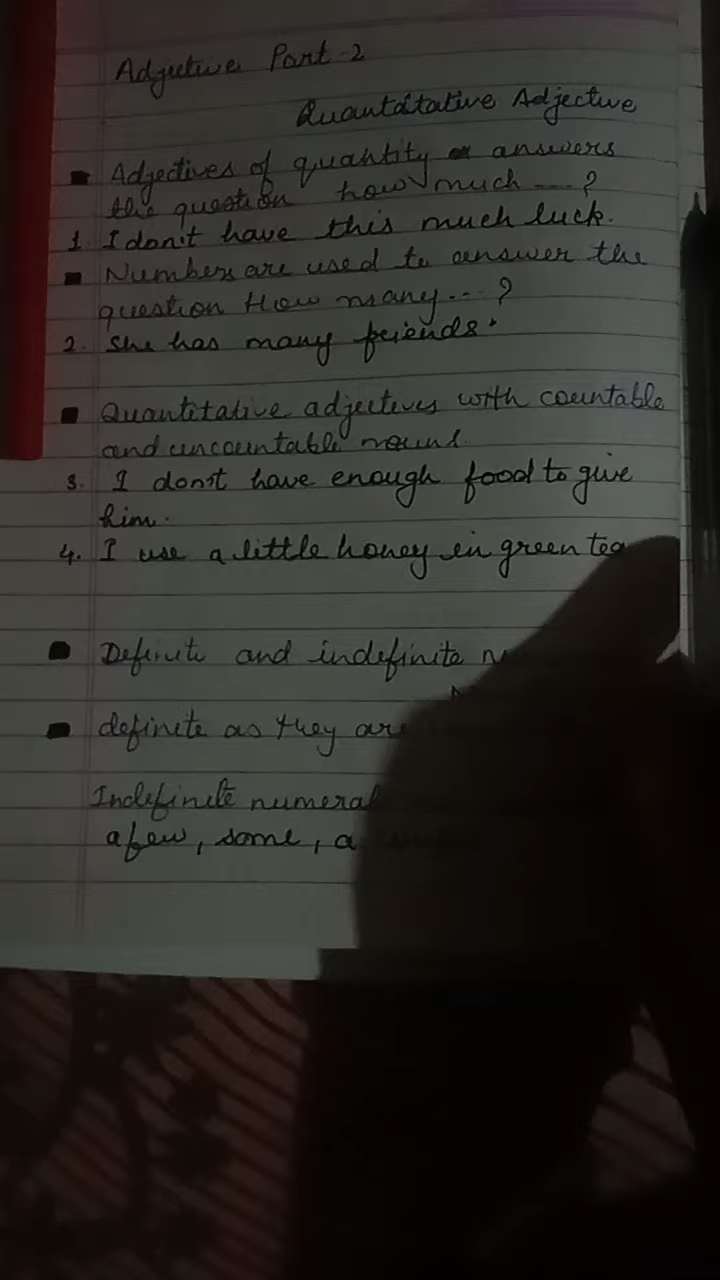 Adjective Part-2
Quantitative Adjective
Adjectives of quantity answers
the question how much ---- ?
1. I don't have this much luck.
Numbers are used to answer the
question How many --- ?
2. She has many friends.
Quantitative adjectives with countable
and uncountable nouns
3. I don't have enough food to give
him.
4. I use a little honey in green tea
Definite and indefinite
definite as they are
Indefinite numeral
a few, some, a